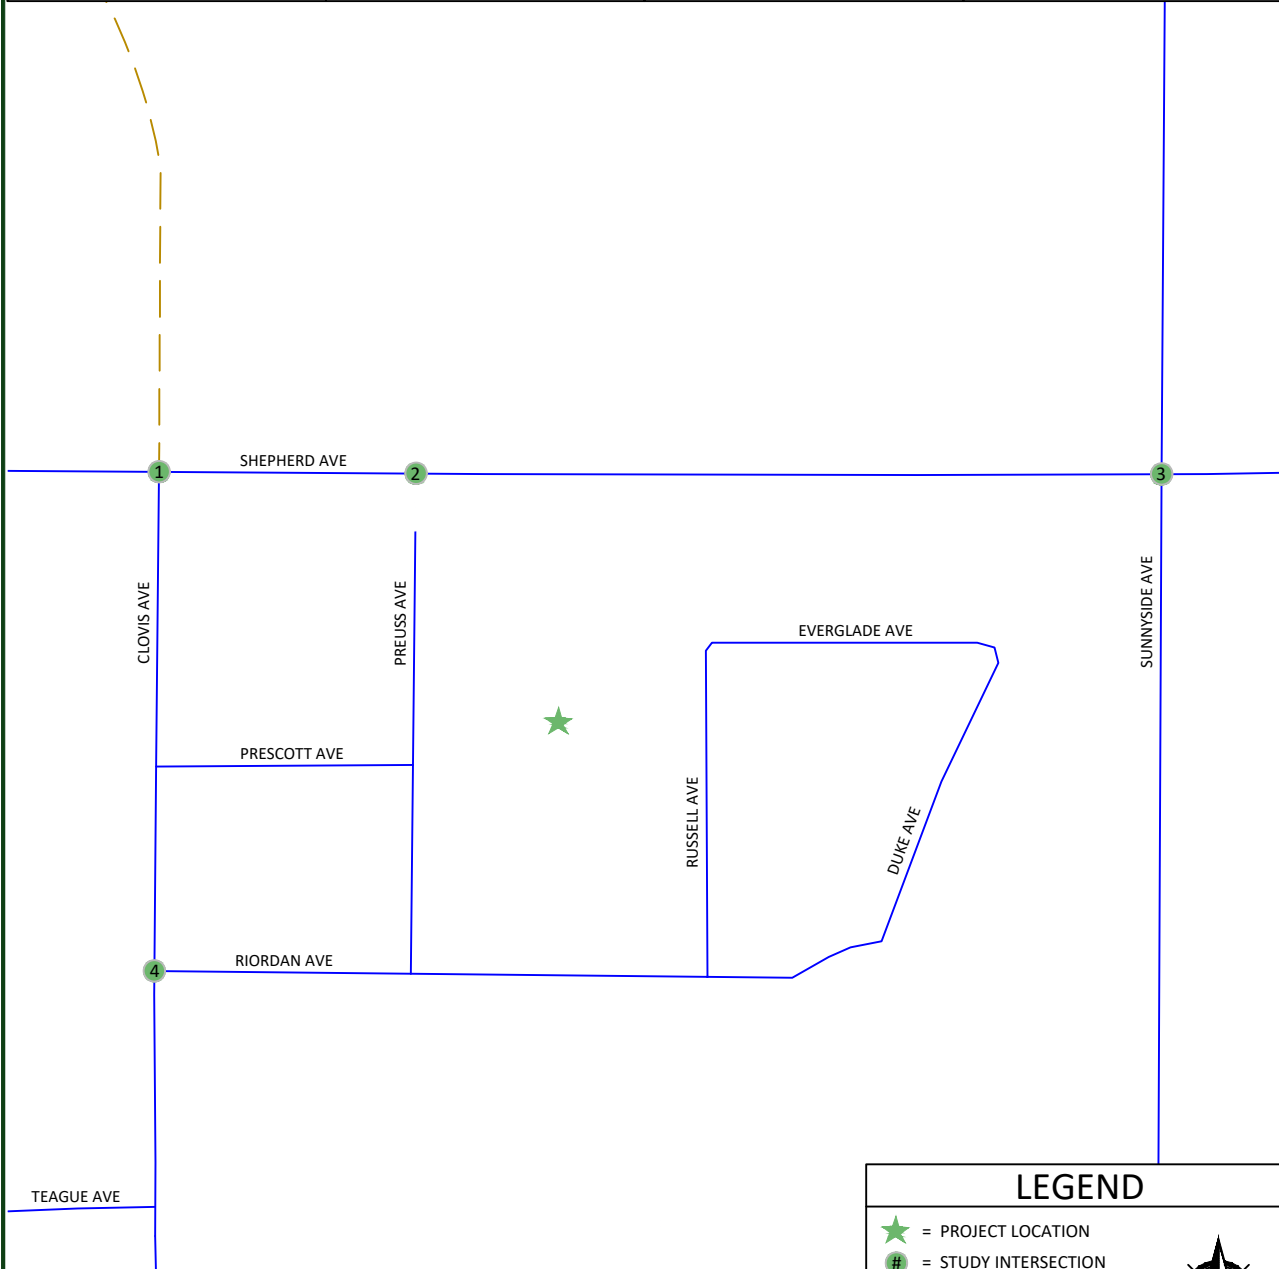 SHEPHERD AVE
1
2
3
CLOVIS AVE
PREUSS AVE
SUNNYSIDE AVE
EVERGLADE AVE
PRESCOTT AVE
RUSSELL AVE
DUKE AVE
RIORDAN AVE
4
TEAGUE AVE
LEGEND
= PROJECT LOCATION
# = STUDY INTERSECTION